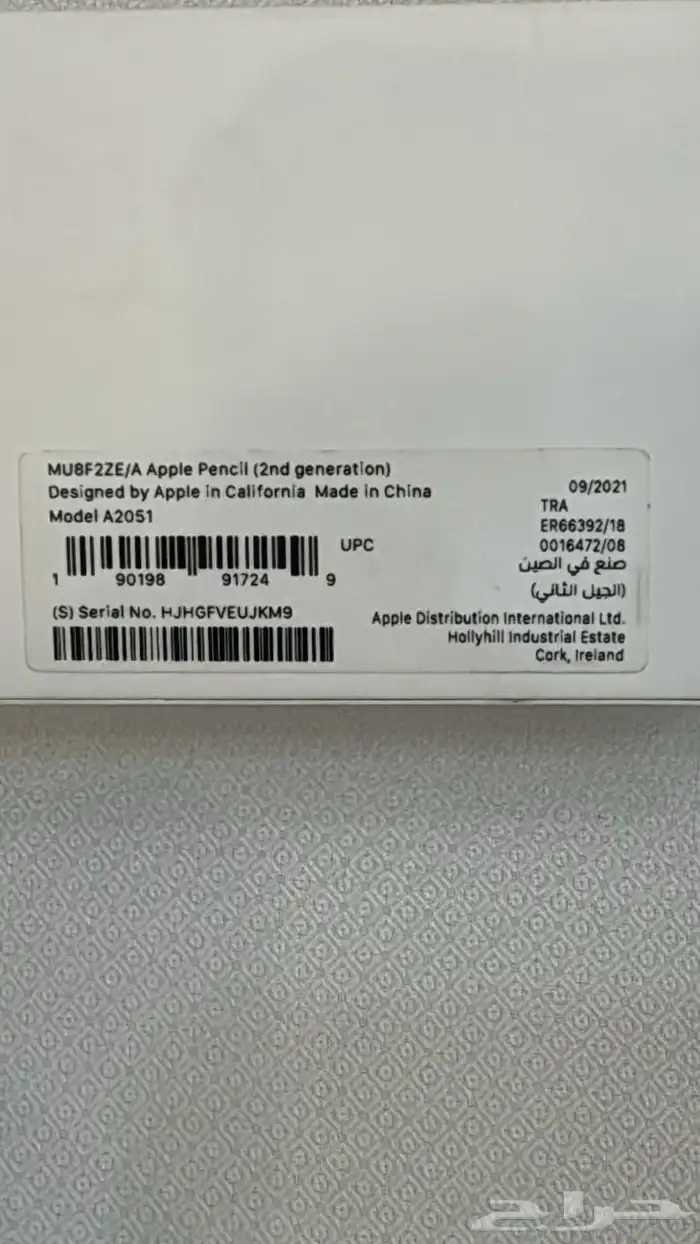 MU8F2ZE/A Apple Pencil (2nd generation)
Designed by Apple in California Made in China
Model A2051
UPC
1 90198 91724 9
(S) Serial No. HJHGFVEUJKM9
09/2021
TRA
ER66392/18
0016472/08
صنع في الصين
(الجيل الثاني)
Apple Distribution International Ltd.
Hollyhill Industrial Estate
Cork, Ireland
حراج